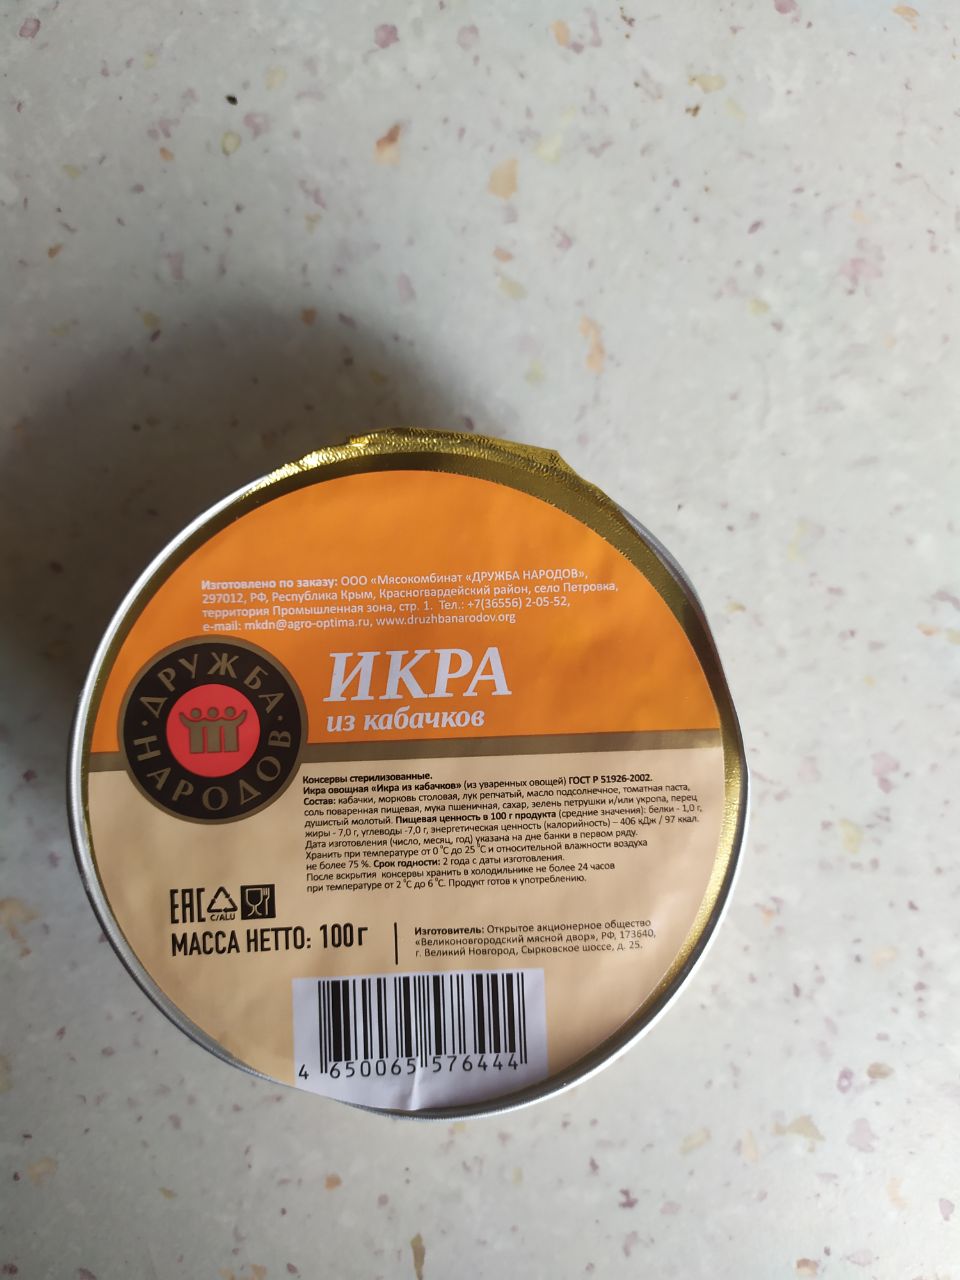 Изготовлено по заказу: ООО «Мясокомбинат «ДРУЖБА НАРОДОВ»,
297012, РФ, Республика Крым, Красногвардейский район, село Петровка,
территория Промышленная зона, стр. 1. Тел.: +7(36556) 2-05-52,
e-mail: mkdn@agro-optima.ru, www.druzhbanarodov.org
ДРУЖБА
НАРОДОВ
ИКРА
из кабачков
Консервы стерилизованные.
Икра овощная «Икра из кабачков» (из уваренных овощей) ГОСТ Р 51926-2002.
Состав: кабачки, морковь столовая, лук репчатый, масло подсолнечное, томатная паста,
соль поваренная пищевая, мука пшеничная, сахар, зелень петрушки и/или укропа, перец
душистый молотый. Пищевая ценность в 100 г продукта (средние значения): белки - 1,0 г,
жиры - 7,0 г, углеводы -7,0 г, энергетическая ценность (калорийность) – 406 кДж / 97 ккал.
Дата изготовления (число, месяц, год) указана на дне банки в первом ряду.
Хранить при температуре от 0 °С до 25 °С и относительной влажности воздуха
не более 75 %. Срок годности: 2 года с даты изготовления.
После вскрытия консервы хранить в холодильнике не более 24 часов
при температуре от 2 °С до 6 °С. Продукт готов к употреблению.
EAC
C/ALU
МАССА НЕТТО: 100 г
Изготовитель: Открытое акционерное общество
«Великоновгородский мясной двор», РФ, 173640,
г. Великий Новгород, Сырковское шоссе, д. 25.
4 650065 576444